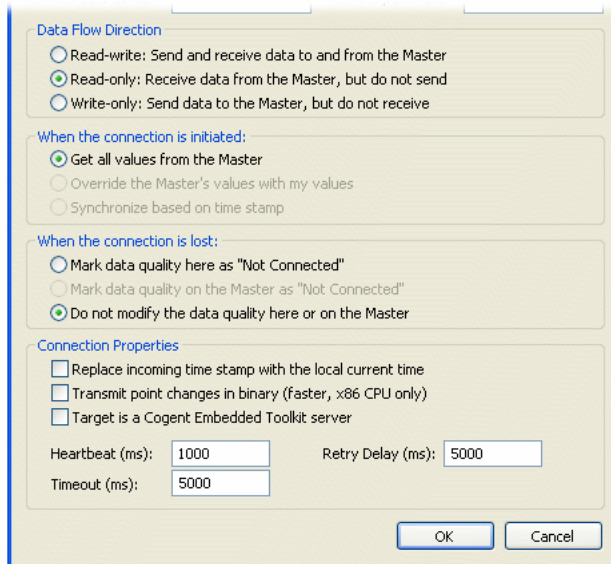 Data Flow Direction
Read-write: Send and receive data to and from the Master
Read-only: Receive data from the Master, but do not send
Write-only: Send data to the Master, but do not receive
When the connection is initiated:
Get all values from the Master
Override the Master's values with my values
Synchronize based on time stamp
When the connection is lost:
Mark data quality here as "Not Connected"
Mark data quality on the Master as "Not Connected"
Do not modify the data quality here or on the Master
Connection Properties
Replace incoming time stamp with the local current time
Transmit point changes in binary (faster, x86 CPU only)
Target is a Cogent Embedded Toolkit server
Heartbeat (ms): 1000 Retry Delay (ms): 5000
Timeout (ms): 5000
OK Cancel